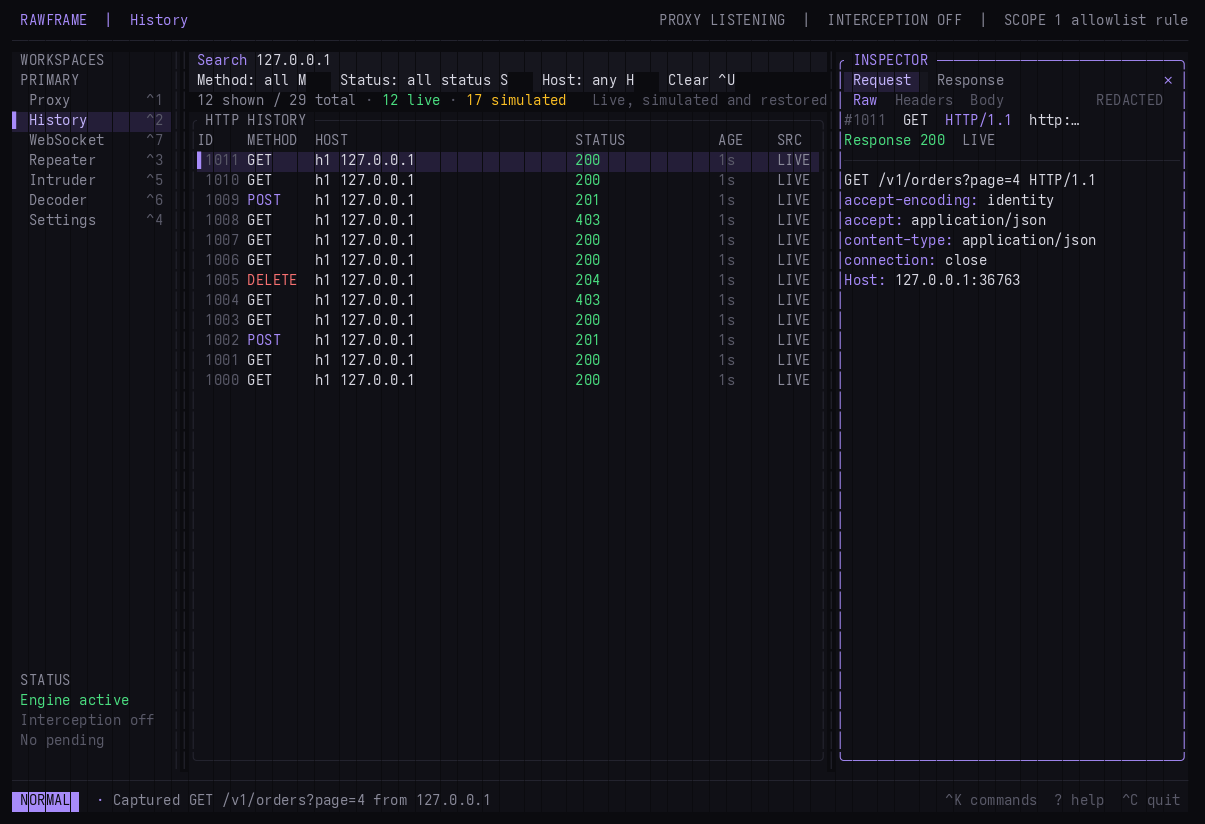 RAWFRAME | History PROXY LISTENING | INTERCEPTION OFF | SCOPE 1 allowlist rule
WORKSPACES
PRIMARY
Proxy ^1
History ^2
WebSocket ^7
Repeater ^3
Intruder ^5
Decoder ^6
Settings ^4
STATUS
Engine active
Interception off
No pending
Search 127.0.0.1
Method: all M Status: all status S Host: any H Clear ^U
12 shown / 29 total · 12 live · 17 simulated Live, simulated and restored
HTTP HISTORY
ID METHOD HOST STATUS AGE SRC
1011 GET h1 127.0.0.1 200 1s LIVE
1010 GET h1 127.0.0.1 200 1s LIVE
1009 POST h1 127.0.0.1 201 1s LIVE
1008 GET h1 127.0.0.1 403 1s LIVE
1007 GET h1 127.0.0.1 200 1s LIVE
1006 GET h1 127.0.0.1 200 1s LIVE
1005 DELETE h1 127.0.0.1 204 1s LIVE
1004 GET h1 127.0.0.1 403 1s LIVE
1003 GET h1 127.0.0.1 200 1s LIVE
1002 POST h1 127.0.0.1 201 1s LIVE
1001 GET h1 127.0.0.1 200 1s LIVE
1000 GET h1 127.0.0.1 200 1s LIVE
INSPECTOR
Request Response ×
Raw Headers Body REDACTED
#1011 GET HTTP/1.1 http:…
Response 200 LIVE
GET /v1/orders?page=4 HTTP/1.1
accept-encoding: identity
accept: application/json
content-type: application/json
connection: close
Host: 127.0.0.1:36763
NORMAL · Captured GET /v1/orders?page=4 from 127.0.0.1 ^K commands ? help ^C quit